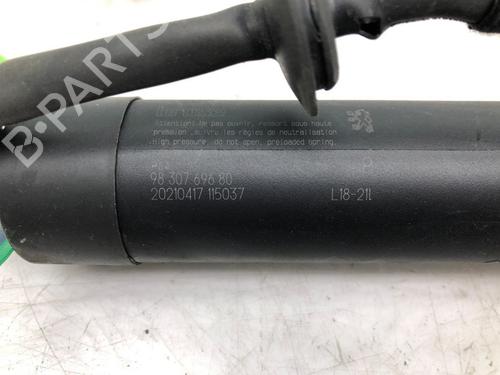 B-PARTS
Attention: de pas ouvrir, ressort sous haute
pression ,suivre les règles de neutralisation
High pressure, do not open, preloaded spring.
98 307 696 80
20210417 115037
L18-21L